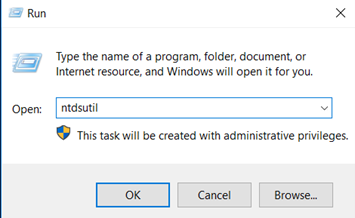 Run
Type the name of a program, folder, document, or
Internet resource, and Windows will open it for you.
Open: ntdsutil
This task will be created with administrative privileges.
OK Cancel Browse...